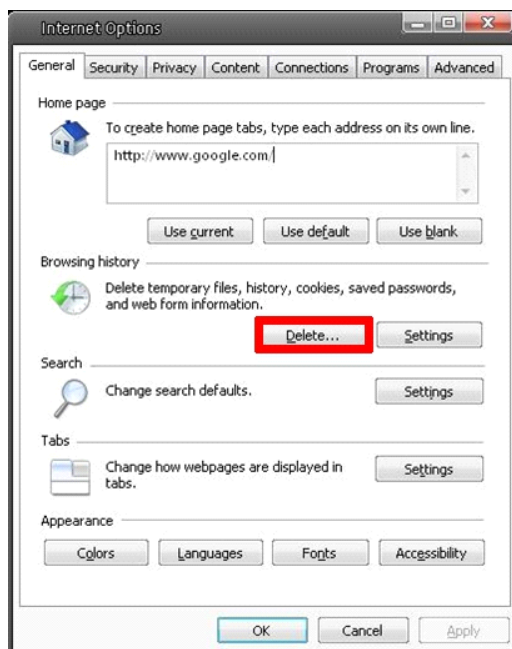 Internet Options
General Security Privacy Content Connections Programs Advanced
Home page
To create home page tabs, type each address on its own line.
http://www.google.com/
Use current Use default Use blank
Browsing history
Delete temporary files, history, cookies, saved passwords,
and web form information.
Delete... Settings
Search
Change search defaults. Settings
Tabs
Change how webpages are displayed in
tabs.
Settings
Appearance
Colors Languages Fonts Accessibility
OK Cancel Apply